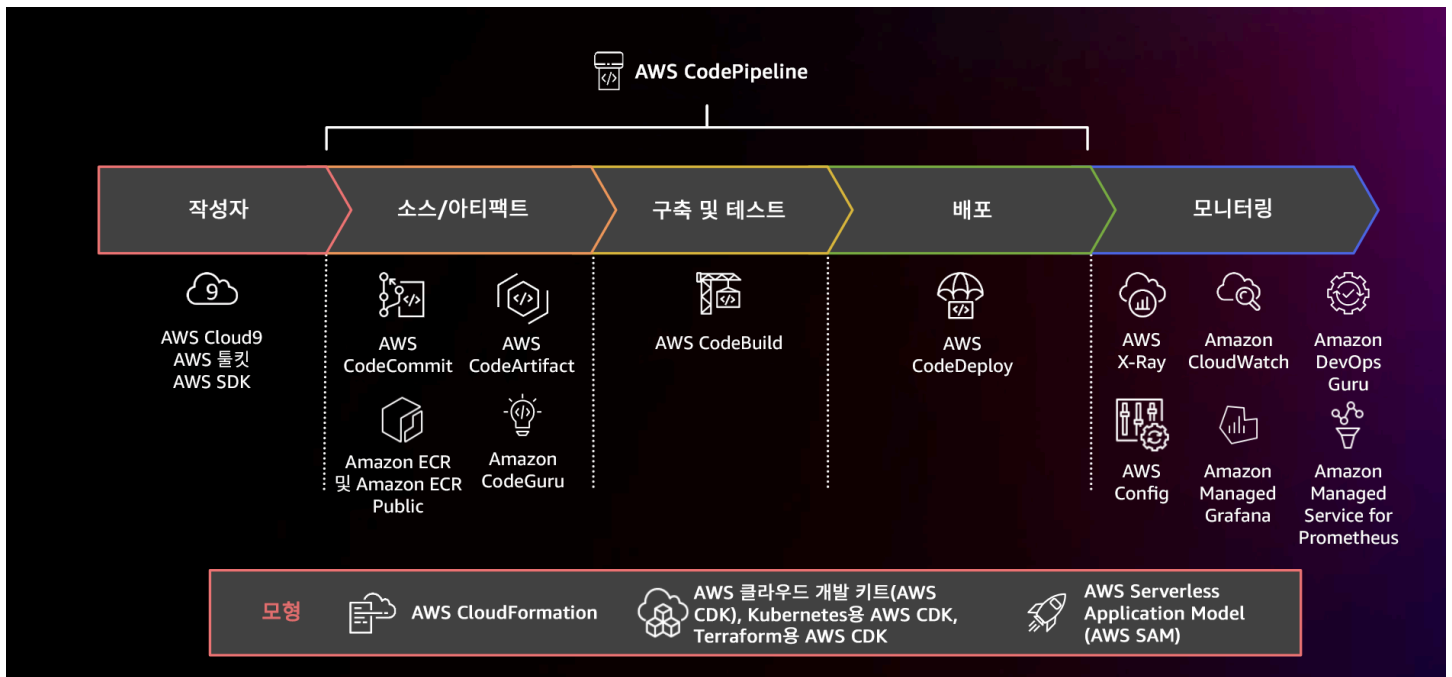 AWS CodePipeline
작성자
소스/아티팩트
구축 및 테스트
배포
모니터링
9
AWS Cloud9
AWS 툴킷
AWS SDK
AWS
CodeCommit
AWS
CodeArtifact
Amazon ECR
및 Amazon ECR
Public
Amazon
CodeGuru
AWS CodeBuild
AWS
CodeDeploy
AWS
X-Ray
Amazon
CloudWatch
Amazon
DevOps
Guru
AWS
Config
Amazon
Managed
Grafana
Amazon
Managed
Service for
Prometheus
모형
AWS CloudFormation
AWS 클라우드 개발 키트(AWS
CDK), Kubernetes용 AWS CDK,
Terraform용 AWS CDK
AWS Serverless
Application Model
(AWS SAM)